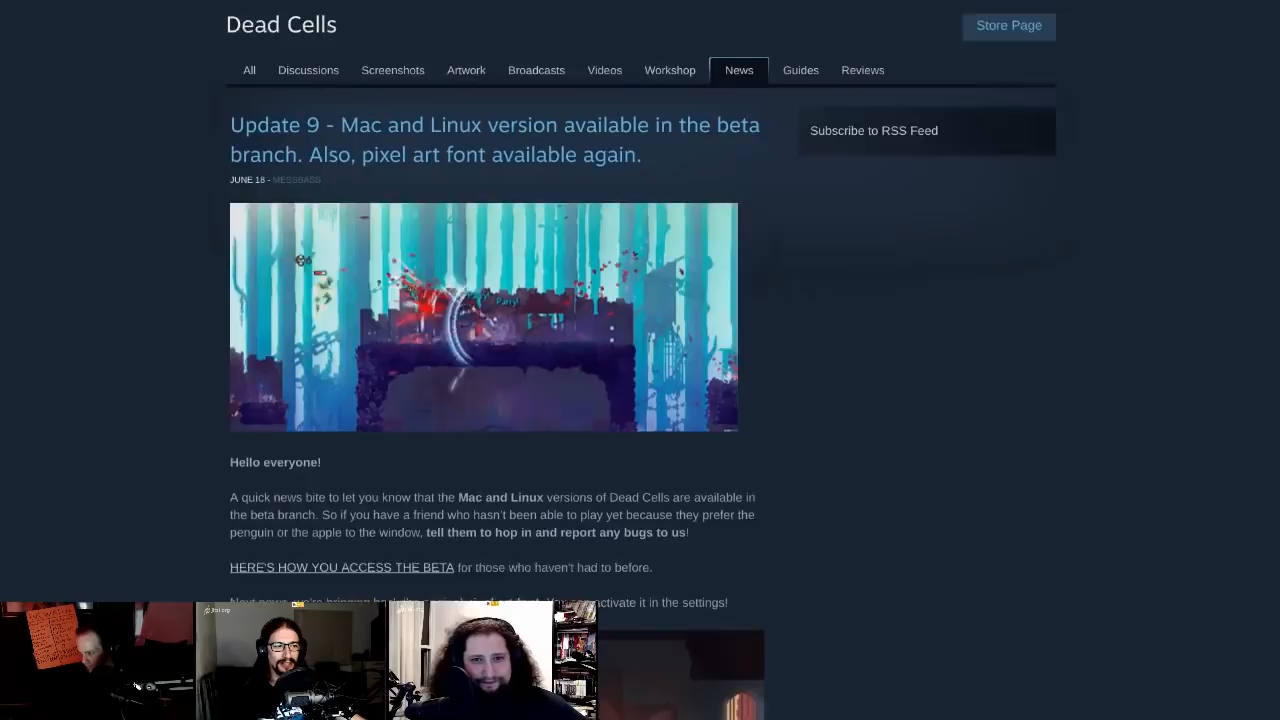 Dead Cells
Store Page
All Discussions Screenshots Artwork Broadcasts Videos Workshop News Guides Reviews
Update 9 - Mac and Linux version available in the beta
branch. Also, pixel art font available again.
JUNE 18 - MESSBASS
Subscribe to RSS Feed
Parry!
Hello everyone!
A quick news bite to let you know that the Mac and Linux versions of Dead Cells are available in
the beta branch. So if you have a friend who hasn't been able to play yet because they prefer the
penguin or the apple to the window, tell them to hop in and report any bugs to us!
HERE'S HOW YOU ACCESS THE BETA for those who haven't had to before.
activate it in the settings!